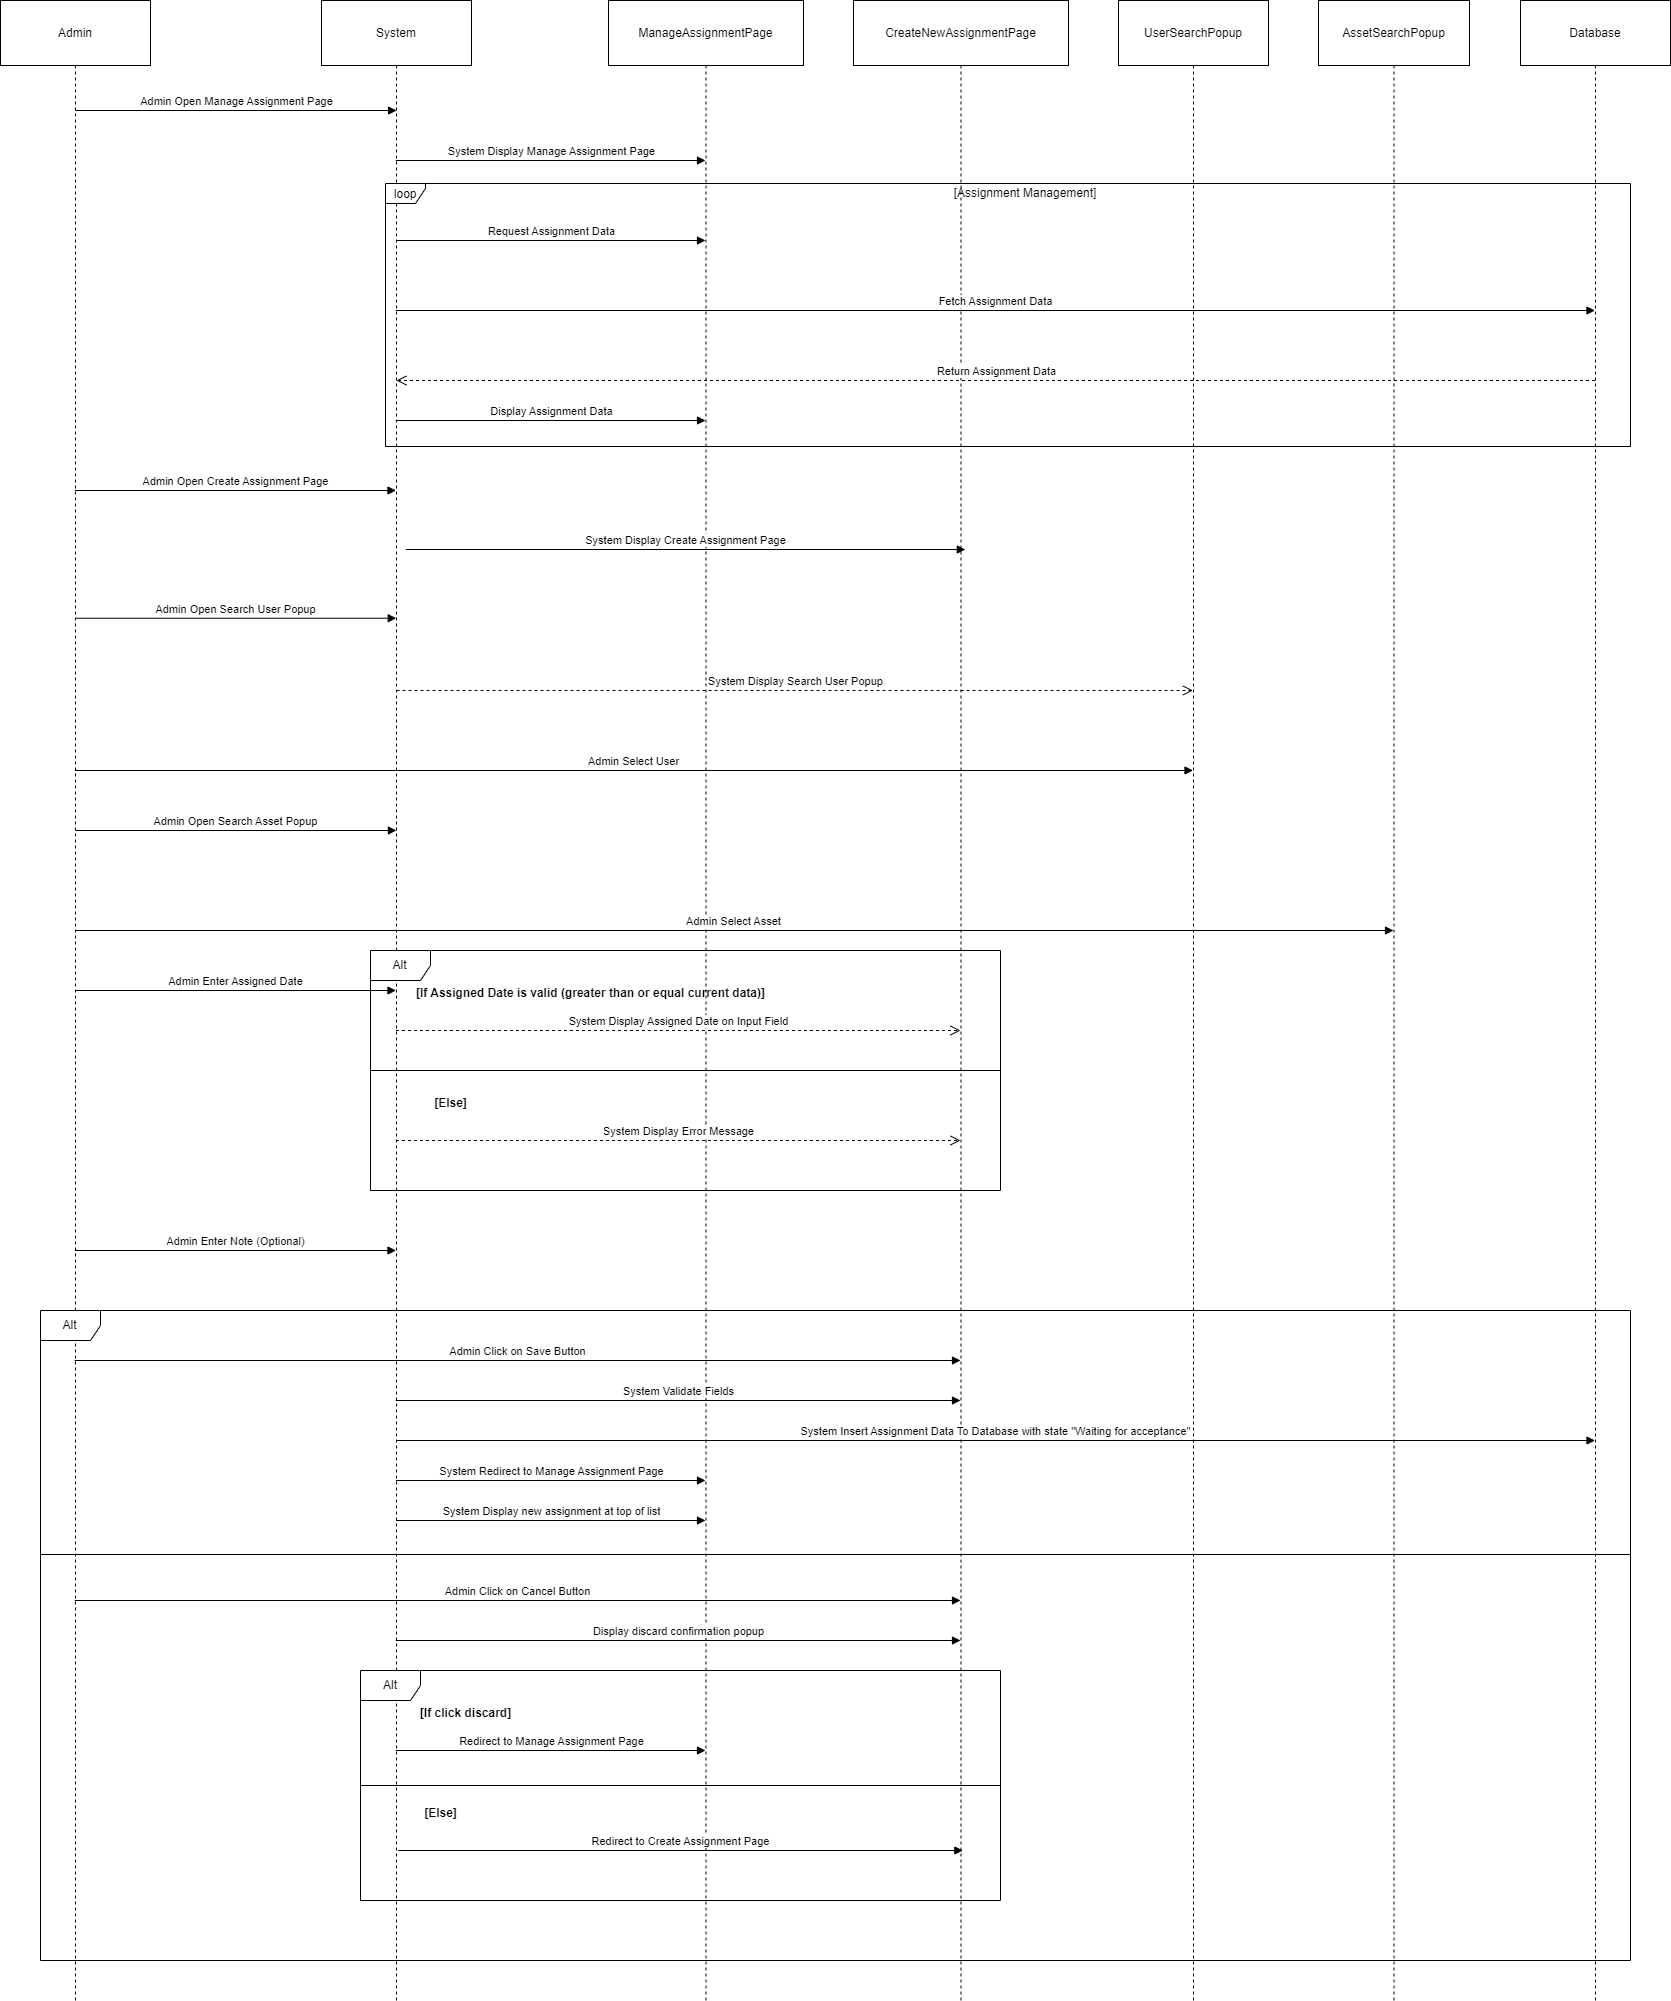 Admin
System
ManageAssignmentPage
CreateNewAssignmentPage
UserSearchPopup
AssetSearchPopup
Database
Admin Open Manage Assignment Page
System Display Manage Assignment Page
loop
[Assignment Management]
Request Assignment Data
Fetch Assignment Data
Return Assignment Data
Display Assignment Data
Admin Open Create Assignment Page
System Display Create Assignment Page
Admin Open Search User Popup
System Display Search User Popup
Admin Select User
Admin Open Search Asset Popup
Admin Select Asset
Alt
Admin Enter Assigned Date
[If Assigned Date is valid (greater than or equal current data)]
System Display Assigned Date on Input Field
[Else]
System Display Error Message
Admin Enter Note (Optional)
Alt
Admin Click on Save Button
System Validate Fields
System Insert Assignment Data To Database with state "Waiting for acceptance"
System Redirect to Manage Assignment Page
System Display new assignment at top of list
Admin Click on Cancel Button
Display discard confirmation popup
Alt
[If click discard]
Redirect to Manage Assignment Page
[Else]
Redirect to Create Assignment Page